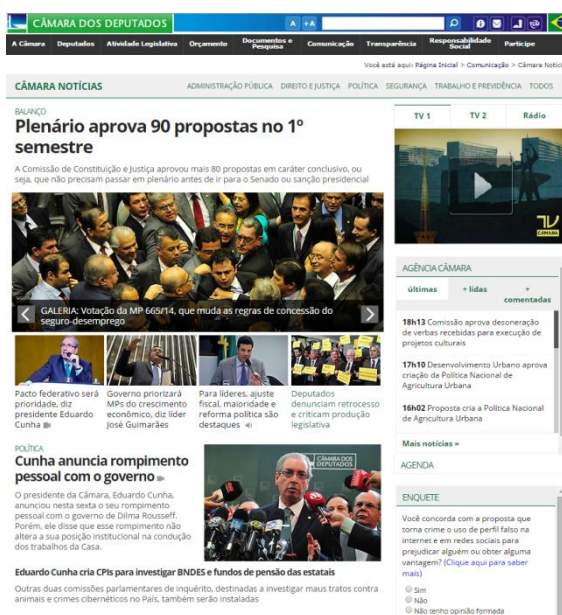 CÂMARA DOS DEPUTADOS
A +A
A Câmara Deputados Atividade Legislativa Orçamento Documentos e Pesquisa Comunicação Transparência Responsabilidade Social Participe
Você está aqui: Página Inicial > Comunicação > Câmara Notíc
CÂMARA NOTÍCIAS
ADMINISTRAÇÃO PÚBLICA DIREITO E JUSTIÇA POLÍTICA SEGURANÇA TRABALHO E PREVIDÊNCIA TODOS
BALANÇO
Plenário aprova 90 propostas no 1º
semestre
A Comissão de Constituição e Justiça aprovou mais 80 propostas em caráter conclusivo, ou
seja, que não precisam passar em plenário antes de ir para o Senado ou sanção presidencial
GALERIA: Votação da MP 665/14, que muda as regras de concessão do
seguro-desemprego
Pacto federativo será
prioridade, diz
presidente Eduardo
Cunha
Governo priorizará
MPs do crescimento
econômico, diz líder
José Guimarães
Para líderes, ajuste
fiscal, maioridade e
reforma política são
destaques
Deputados
denunciam retrocesso
e criticam produção
legislativa
POLÍTICA
Cunha anuncia rompimento
pessoal com o governo
O presidente da Câmara, Eduardo Cunha,
anunciou nesta sexta o seu rompimento
pessoal com o governo de Dilma Rousseff.
Porém, ele disse que esse rompimento não
altera a sua posição institucional na condução
dos trabalhos da Casa.
CÂMARA DOS
DEPUTADOS
Eduardo Cunha cria CPIs para investigar BNDES e fundos de pensão das estatais
Outras duas comissões parlamentares de inquérito, destinadas a investigar maus tratos contra
animais e crimes cibernéticos no País, também serão instaladas
TV 1 TV 2 Rádio
TV
CÂMARA
AGÊNCIA CÂMARA
últimas + lidas + comentadas
18h13 Comissão aprova desoneração
de verbas recebidas para execução de
projetos culturais
17h10 Desenvolvimento Urbano aprova
criação da Política Nacional de
Agricultura Urbana
16h02 Proposta cria a Política Nacional
de Agricultura Urbana
Mais notícias »
AGENDA
ENQUETE
Você concorda com a proposta que
torna crime o uso de perfil falso na
internet e em redes sociais para
prejudicar alguém ou obter alguma
vantagem? (Clique aqui para saber
mais)
Sim
Não
Não tenho opinião formada